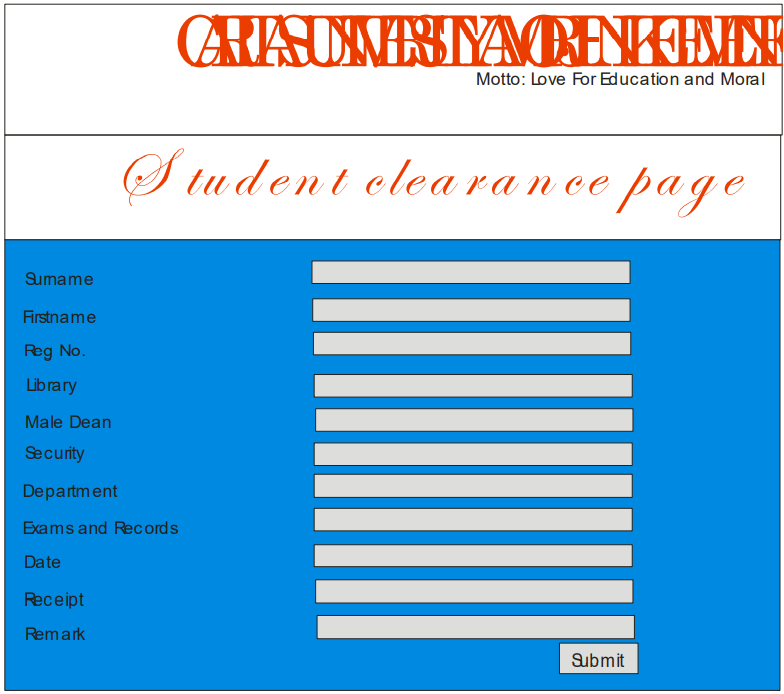 Motto: Love For Education and Moral
Student clearance page
Surname
Firstname
Reg No.
Library
Male Dean
Security
Department
Exams and Records
Date
Receipt
Remark
Submit